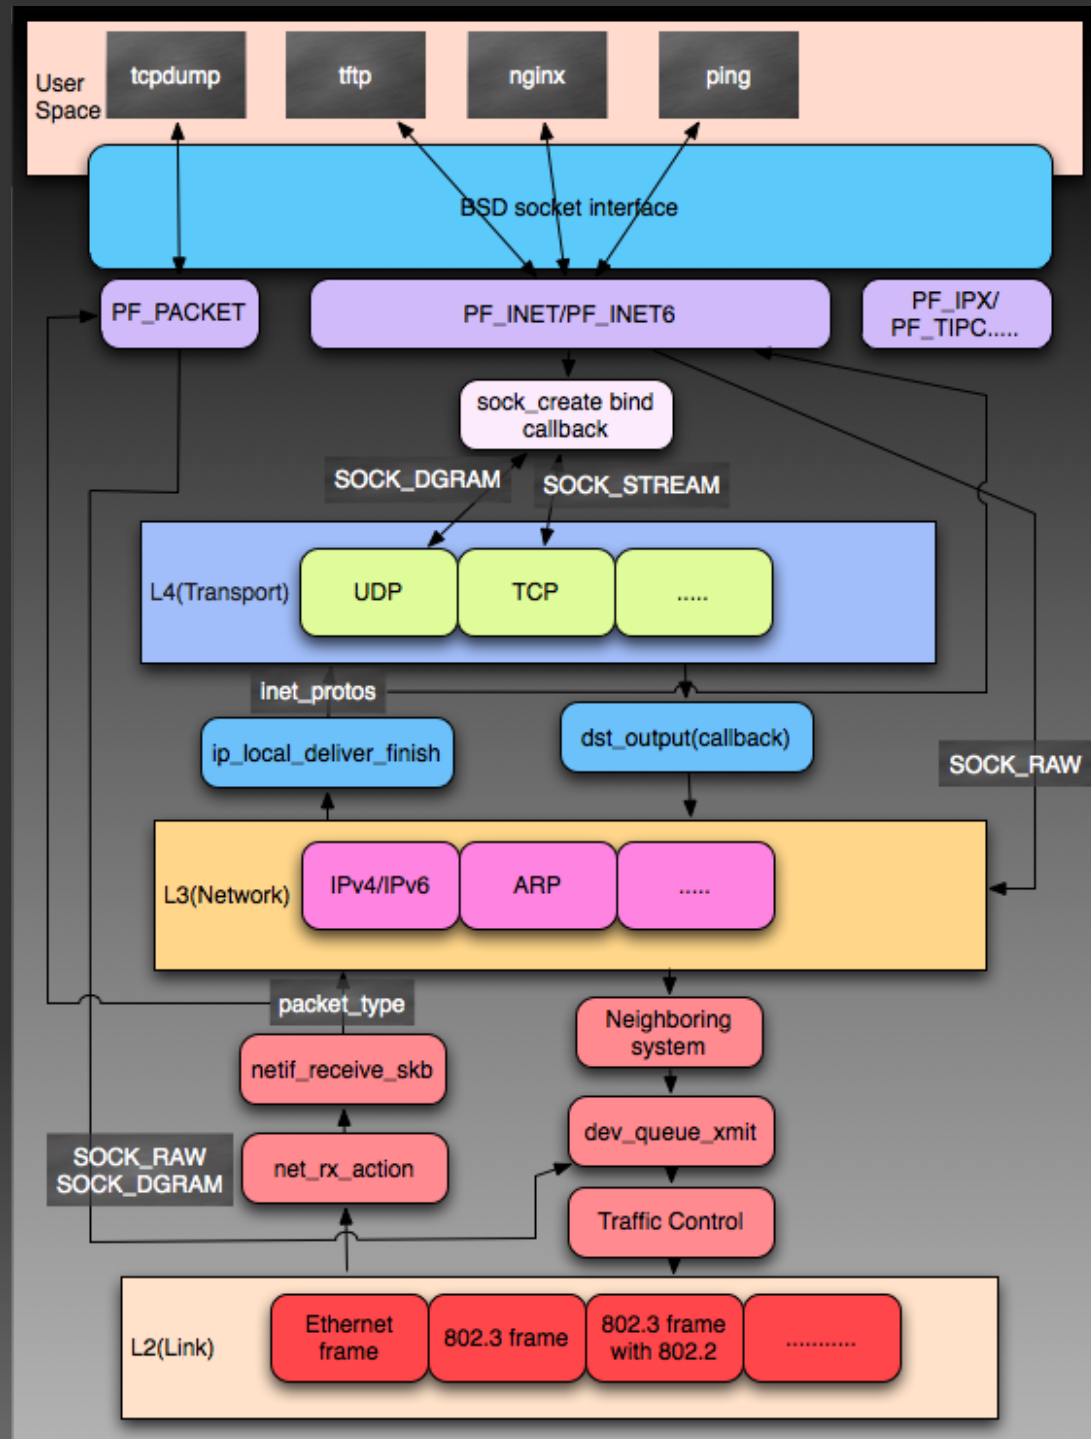 User
Space
tcpdump
tftp
nginx
ping
BSD socket interface
PF_PACKET
PF_INET/PF_INET6
PF_IPX/
PF_TIPC.....
sock_create bind
callback
SOCK_DGRAM
SOCK_STREAM
L4(Transport)
UDP
TCP
.....
inet_protos
ip_local_deliver_finish
dst_output(callback)
SOCK_RAW
L3(Network)
IPv4/IPv6
ARP
.....
packet_type
Neighboring
system
netif_receive_skb
dev_queue_xmit
SOCK_RAW
SOCK_DGRAM
net_rx_action
Traffic Control
L2(Link)
Ethernet
frame
802.3 frame
802.3 frame
with 802.2
...........